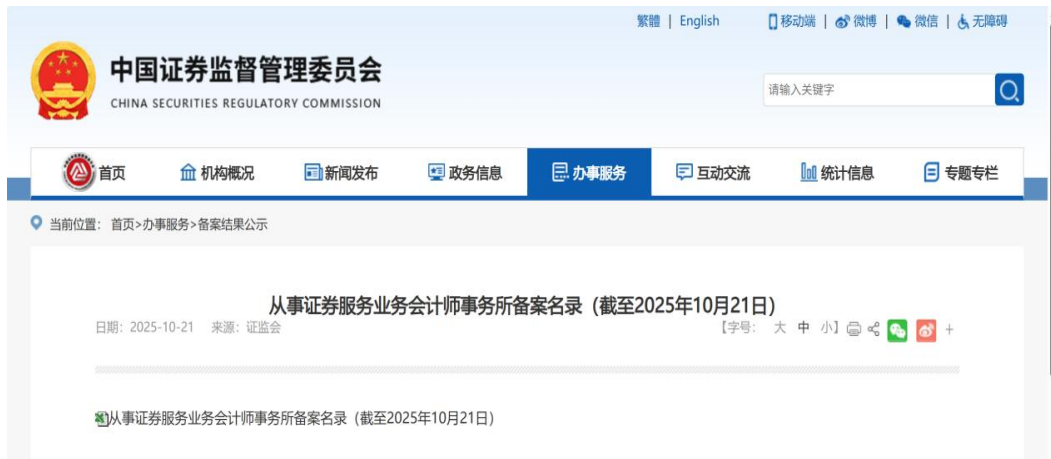 繁體 | English 移动端 | 微博 | 微信 | 无障碍
中国证券监督管理委员会
CHINA SECURITIES REGULATORY COMMISSION
请输入关键字
首页 机构概况 新闻发布 政务信息 办事服务 互动交流 统计信息 专题专栏
当前位置: 首页>办事服务>备案结果公示
从事证券服务业务会计师事务所备案名录（截至2025年10月21日）
日期: 2025-10-21 来源: 证监会 【字号: 大 中 小】 +
从事证券服务业务会计师事务所备案名录（截至2025年10月21日）